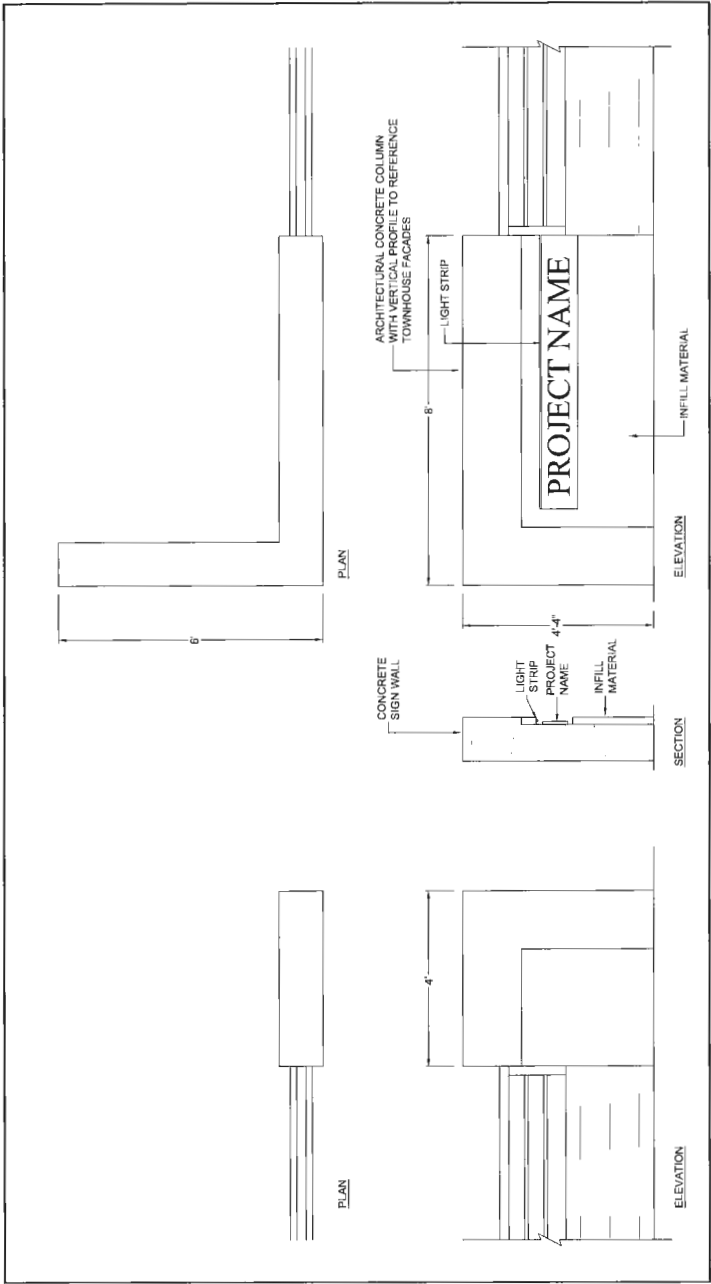 PLAN
PLAN
6'
4'
CONCRETE
SIGN WALL
LIGHT
STRIP
PROJECT
NAME
INFILL
MATERIAL
4'-4"
8'
ARCHITECTURAL CONCRETE COLUMN
WITH VERTICAL PROFILE TO REFERENCE
TOWNHOUSE FACADES
LIGHT STRIP
PROJECT NAME
INFILL MATERIAL
ELEVATION
SECTION
ELEVATION